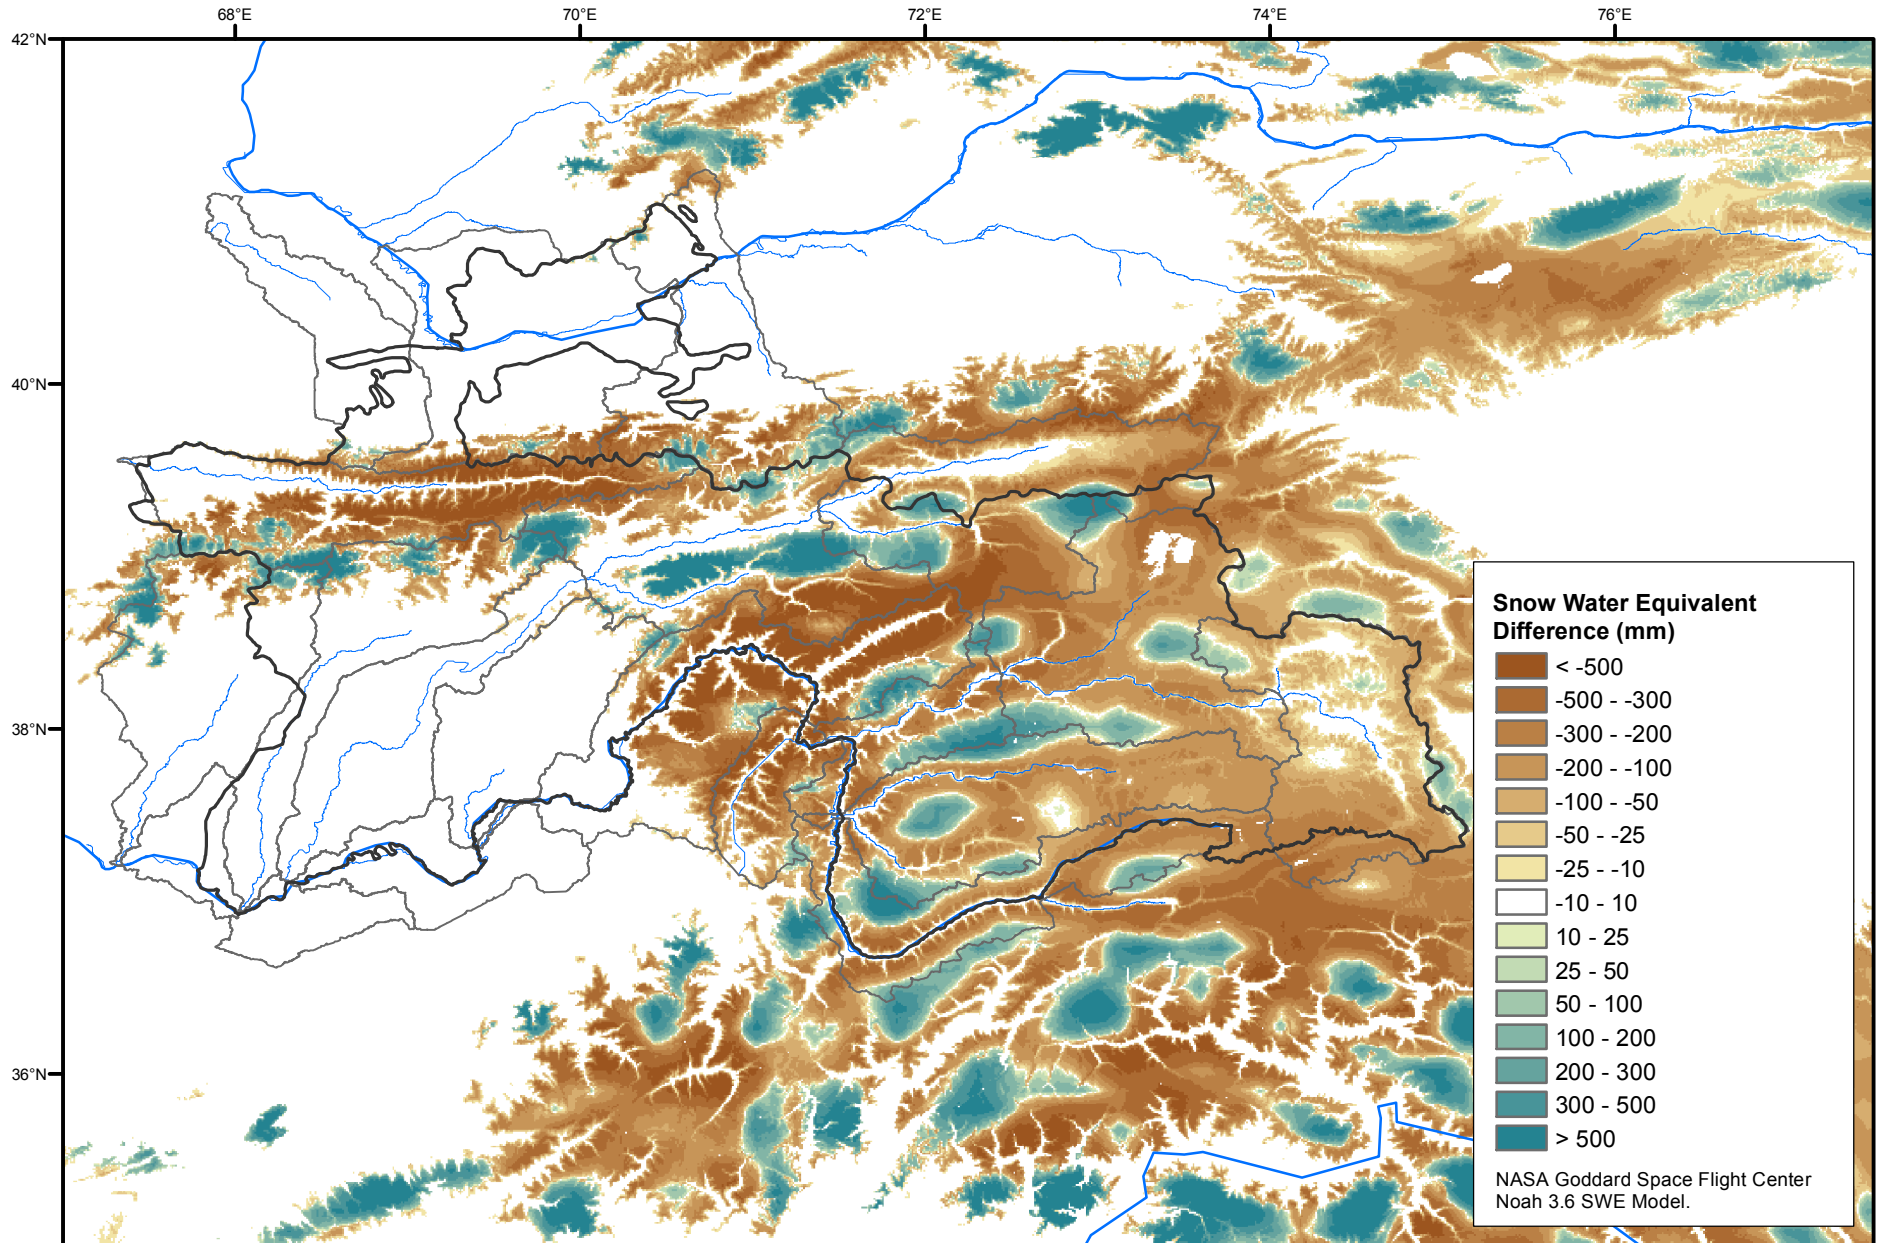 68°E
70°E
72°E
74°E
76°E
42°N
40°N
38°N
36°N
Snow Water Equivalent
Difference (mm)
< -500
-500 - -300
-300 - -200
-200 - -100
-100 - -50
-50 - -25
-25 - -10
-10 - 10
10 - 25
25 - 50
50 - 100
100 - 200
200 - 300
300 - 500
> 500
NASA Goddard Space Flight Center
Noah 3.6 SWE Model.